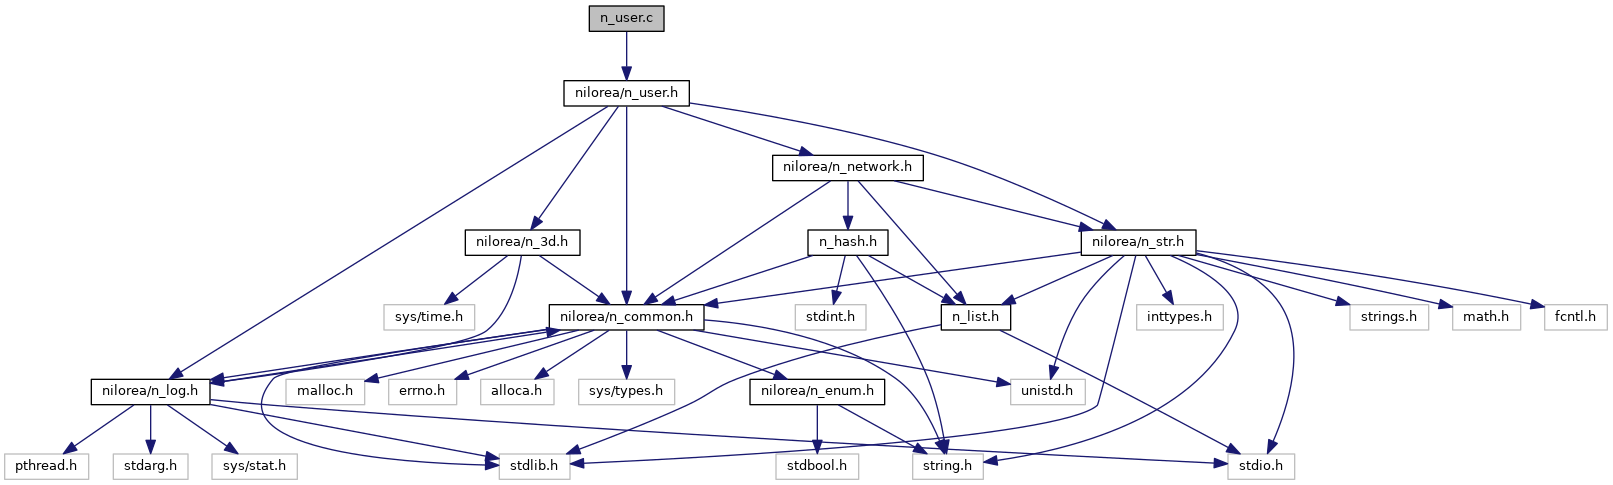 n_user.c
nilorea/n_user.h
nilorea/n_network.h
nilorea/n_3d.h
n_hash.h
nilorea/n_str.h
sys/time.h
nilorea/n_common.h
stdint.h
n_list.h
inttypes.h
strings.h
math.h
fcntl.h
nilorea/n_log.h
malloc.h
errno.h
alloca.h
sys/types.h
nilorea/n_enum.h
unistd.h
pthread.h
stdarg.h
sys/stat.h
stdlib.h
stdbool.h
string.h
stdio.h